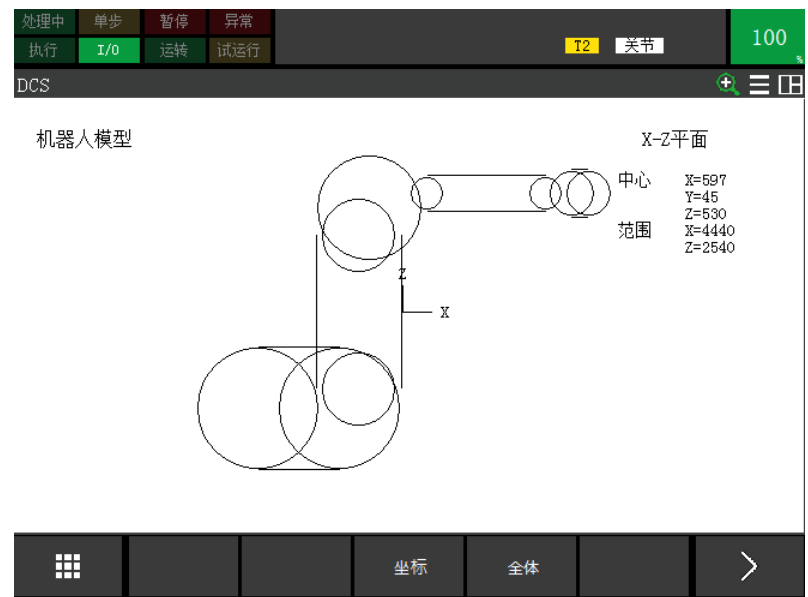 处理中 单步 暂停 异常
执行 I/O 运转 试运行
T2 关节 100 %
DCS
机器人模型 X-Z平面
中心 X=597
Y=45
Z=530
范围 X=4440
Z=2540
Z
X
坐标 全体